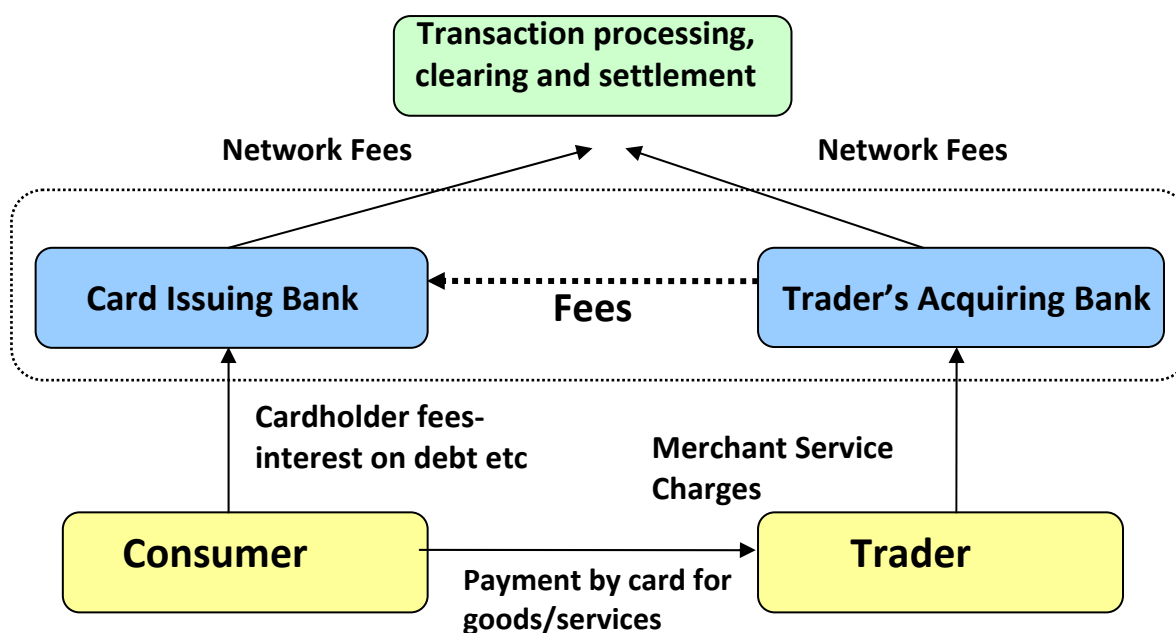 Transaction processing,
clearing and settlement
Network Fees
Network Fees
Card Issuing Bank
Fees
Trader’s Acquiring Bank
Cardholder fees-
interest on debt etc
Merchant Service
Charges
Consumer
Trader
Payment by card for
goods/services